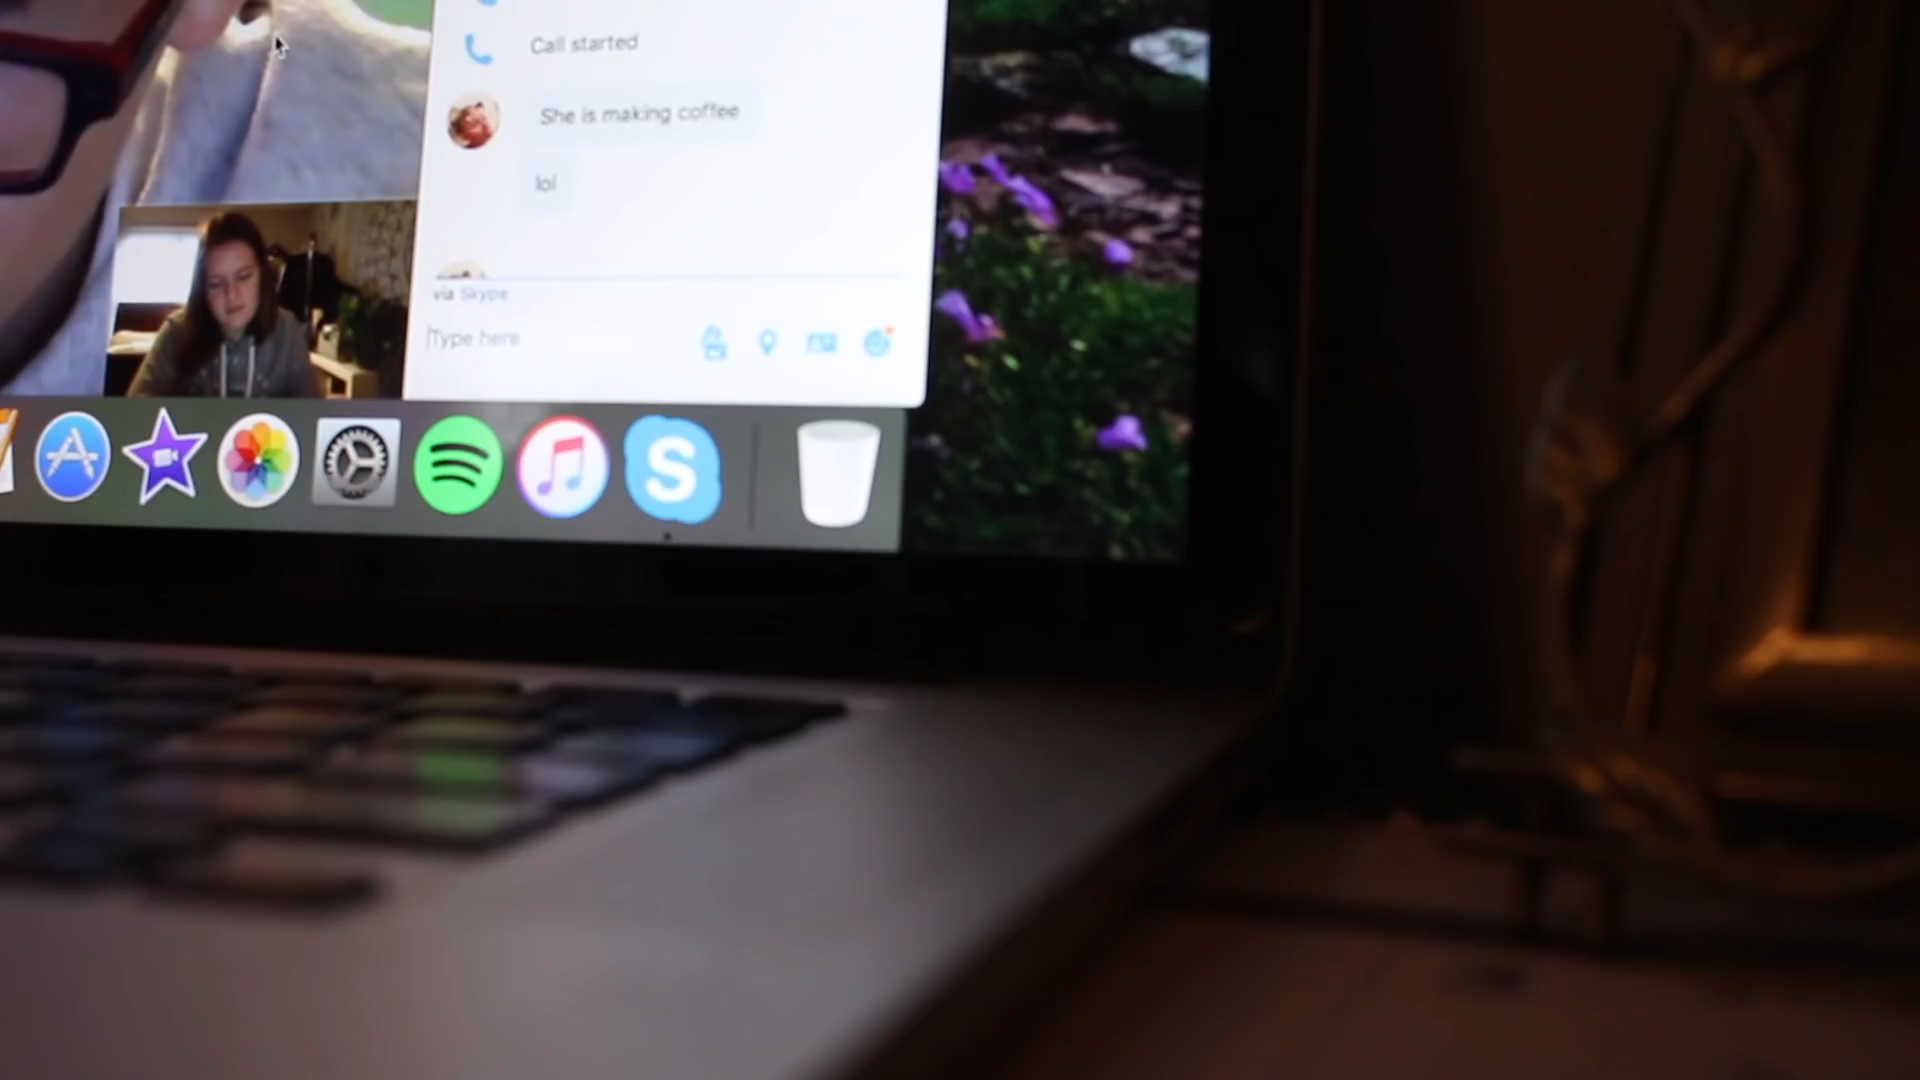 Call started
She is making coffee
lol
via Skype
Type here
S